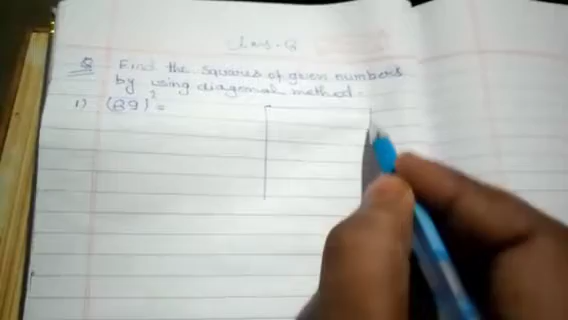 Q Find the squares of given numbers
by using diagonal method.
1) (89)² =